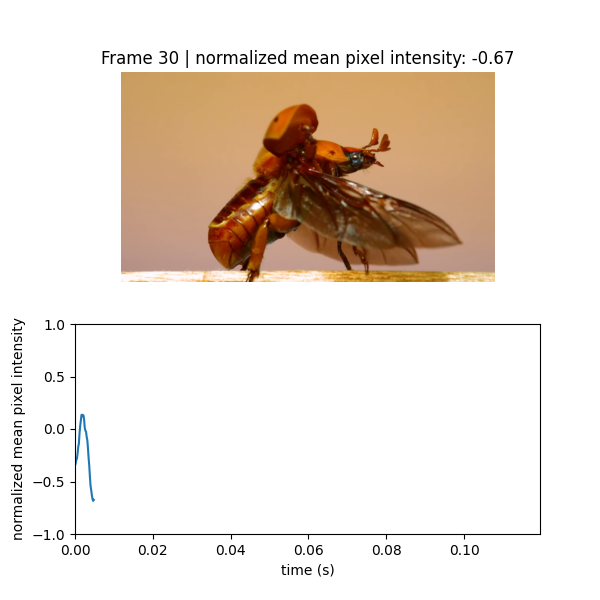 Frame 30 | normalized mean pixel intensity: -0.67
normalized mean pixel intensity
1.0
0.5
0.0
−0.5
−1.0
0.00 0.02 0.04 0.06 0.08 0.10
time (s)